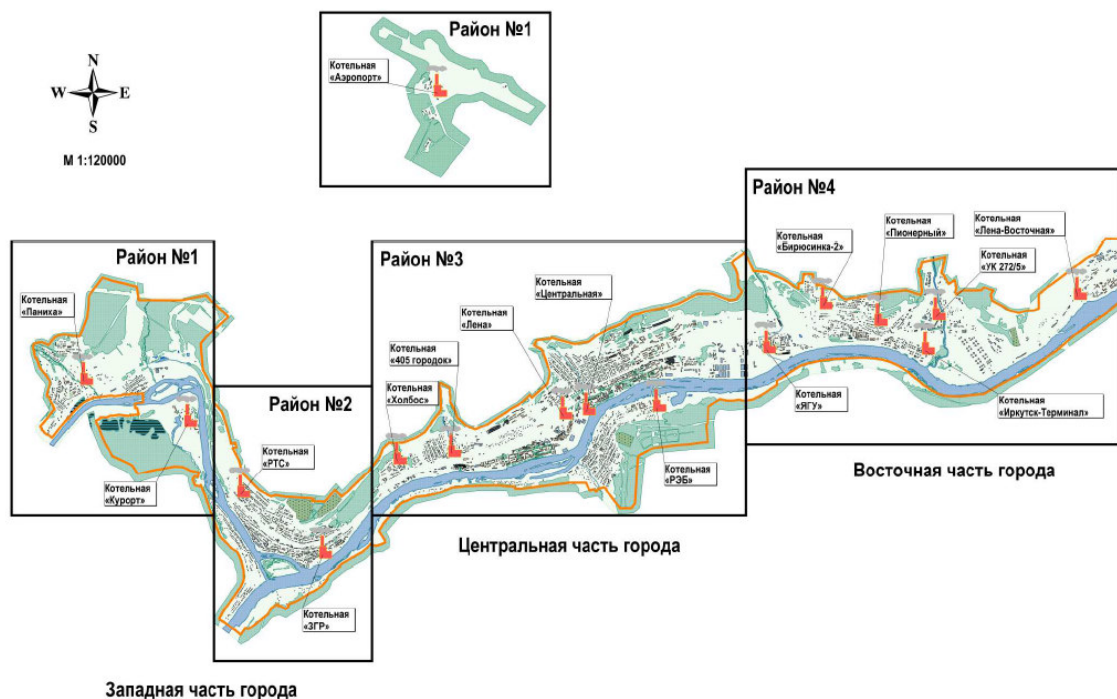 Район №1
Котельная
«Аэропорт»
N
W
E
S
М 1:120000
Район №4
Котельная
«Бирюсинка-2»
Котельная
«Пионерный»
Котельная
«Лена-Восточная»
Котельная
«УК 272/5»
Котельная
«ЯГУ»
Котельная
«Иркутск-Терминал»
Восточная часть города
Район №1
Котельная
«Паниха»
Котельная
«Курорт»
Район №3
Котельная
«Центральная»
Котельная
«Лена»
Котельная
«405 городок»
Котельная
«Холбос»
Котельная
«РЭБ»
Центральная часть города
Район №2
Котельная
«РТС»
Котельная
«ЗГР»
Западная часть города